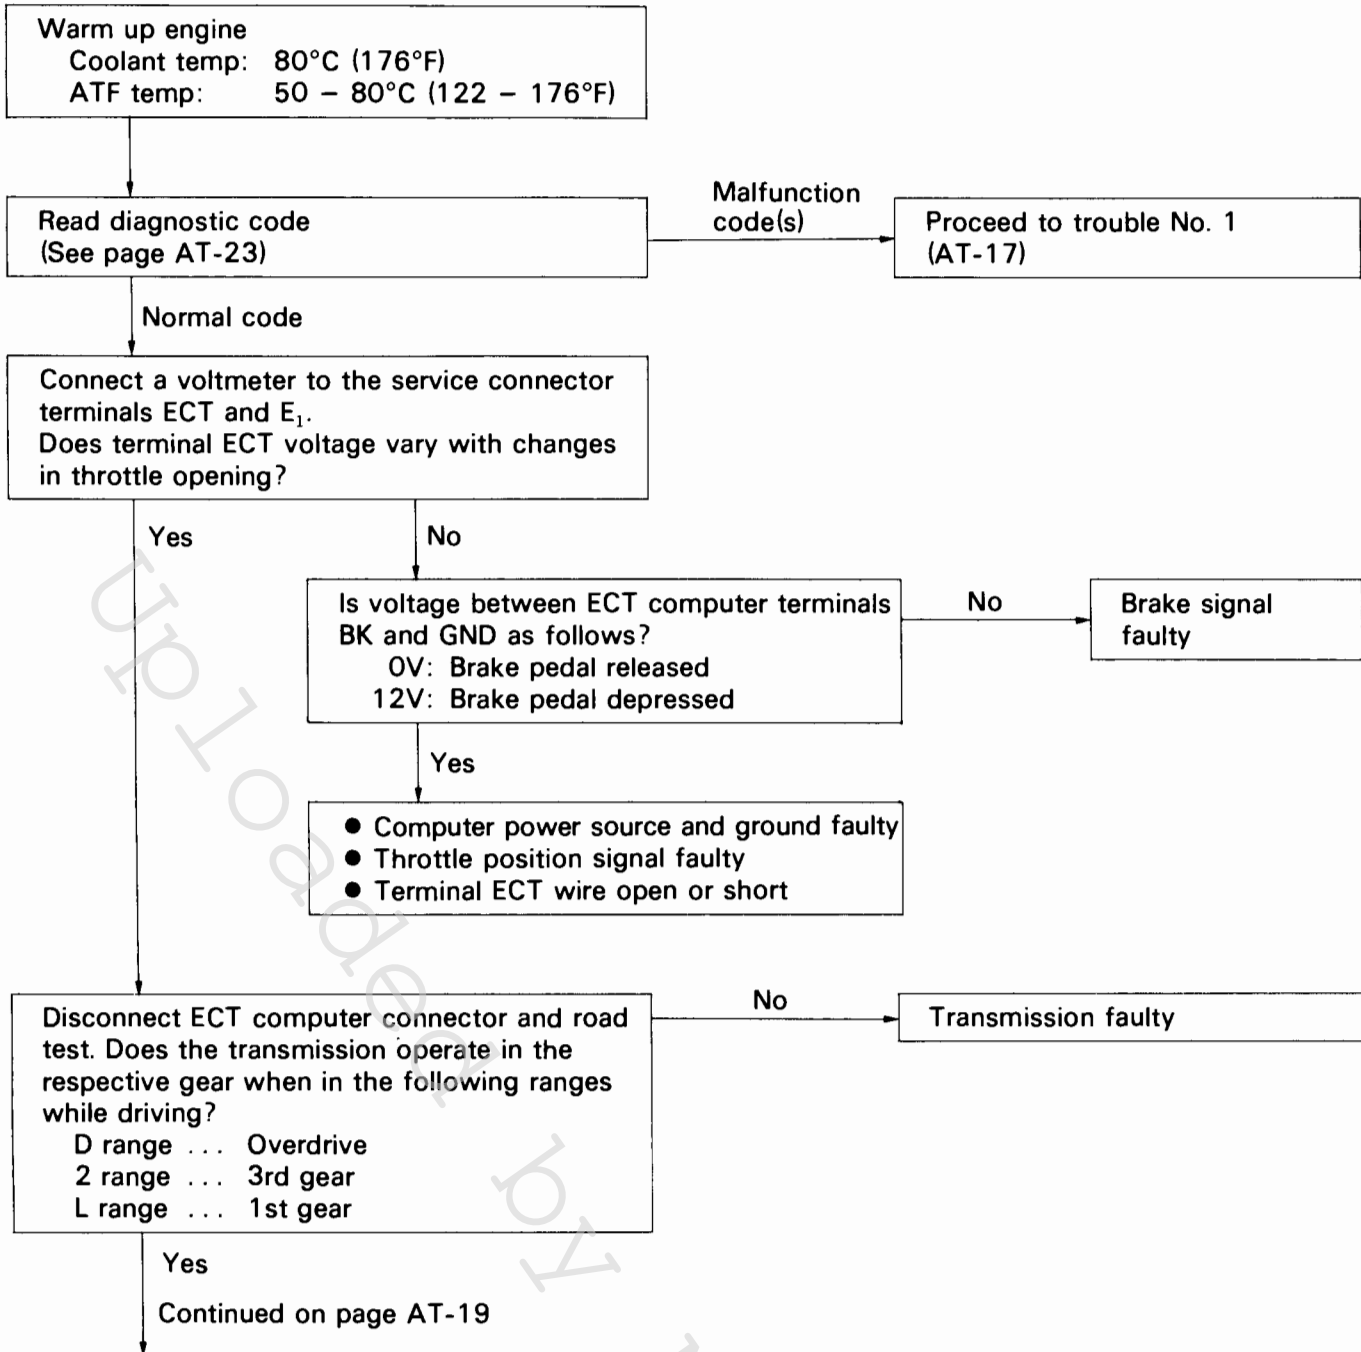 Warm up engine
Coolant temp: 80°C (176°F)
ATF temp: 50 – 80°C (122 – 176°F)
Read diagnostic code
(See page AT-23)
Malfunction
code(s)
Proceed to trouble No. 1
(AT-17)
Normal code
Connect a voltmeter to the service connector
terminals ECT and E₁.
Does terminal ECT voltage vary with changes
in throttle opening?
Yes
No
Is voltage between ECT computer terminals
BK and GND as follows?
0V: Brake pedal released
12V: Brake pedal depressed
No
Brake signal
faulty
Yes
● Computer power source and ground faulty
● Throttle position signal faulty
● Terminal ECT wire open or short
Disconnect ECT computer connector and road
test. Does the transmission operate in the
respective gear when in the following ranges
while driving?
D range ... Overdrive
2 range ... 3rd gear
L range ... 1st gear
No
Transmission faulty
Yes
Continued on page AT-19
Uploaded by